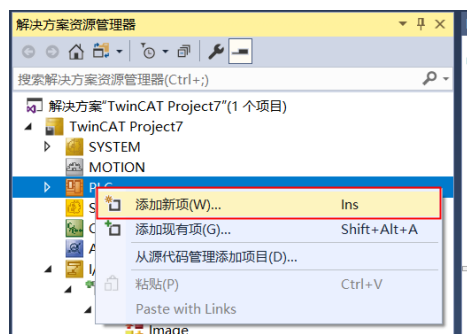 解决方案资源管理器
搜索解决方案资源管理器(Ctrl+;)
解决方案"TwinCAT Project7"(1 个项目)
TwinCAT Project7
SYSTEM
MOTION
PLC
添加新项(W)... Ins
添加现有项(G)... Shift+Alt+A
从源代码管理添加项目(D)...
粘贴(P) Ctrl+V
Paste with Links
Image